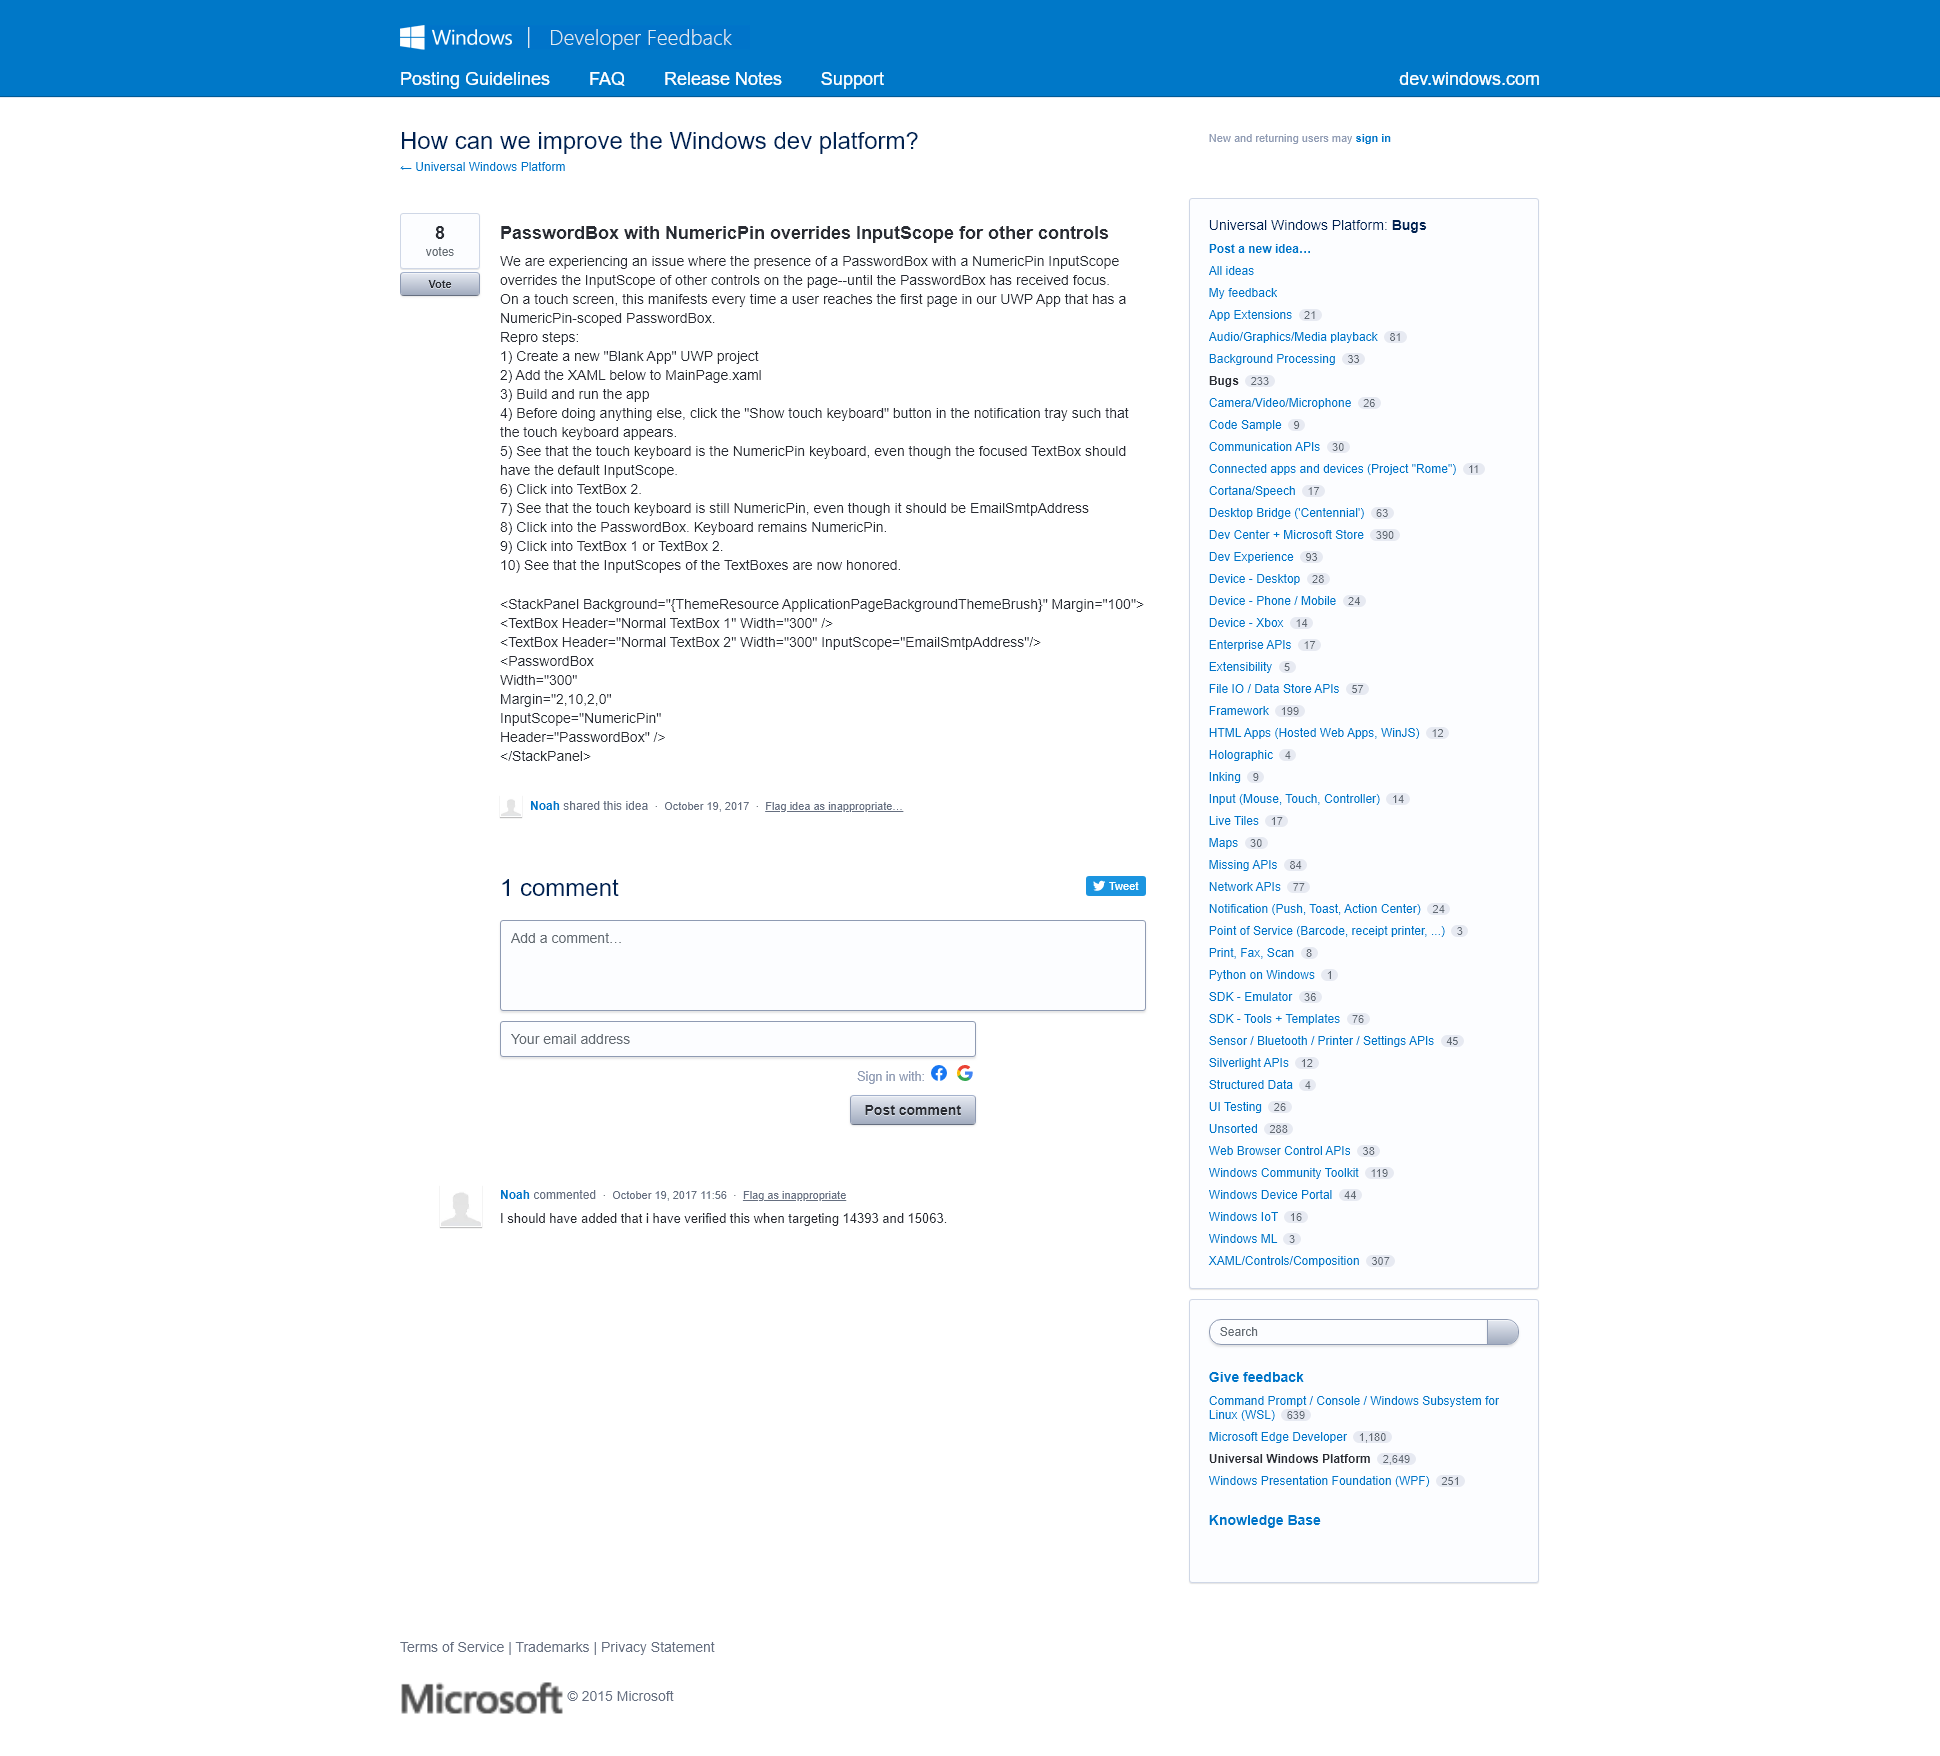 Windows | Developer Feedback
Posting Guidelines FAQ Release Notes Support dev.windows.com
How can we improve the Windows dev platform?
← Universal Windows Platform
New and returning users may sign in
8
votes
Vote
PasswordBox with NumericPin overrides InputScope for other controls
We are experiencing an issue where the presence of a PasswordBox with a NumericPin InputScope
overrides the InputScope of other controls on the page--until the PasswordBox has received focus.
On a touch screen, this manifests every time a user reaches the first page in our UWP App that has a
NumericPin-scoped PasswordBox.
Repro steps:
1) Create a new "Blank App" UWP project
2) Add the XAML below to MainPage.xaml
3) Build and run the app
4) Before doing anything else, click the "Show touch keyboard" button in the notification tray such that
the touch keyboard appears.
5) See that the touch keyboard is the NumericPin keyboard, even though the focused TextBox should
have the default InputScope.
6) Click into TextBox 2.
7) See that the touch keyboard is still NumericPin, even though it should be EmailSmtpAddress
8) Click into the PasswordBox. Keyboard remains NumericPin.
9) Click into TextBox 1 or TextBox 2.
10) See that the InputScopes of the TextBoxes are now honored.
<StackPanel Background="{ThemeResource ApplicationPageBackgroundThemeBrush}" Margin="100">
<TextBox Header="Normal TextBox 1" Width="300" />
<TextBox Header="Normal TextBox 2" Width="300" InputScope="EmailSmtpAddress"/>
<PasswordBox
Width="300"
Margin="2,10,2,0"
InputScope="NumericPin"
Header="PasswordBox" />
</StackPanel>
Noah shared this idea · October 19, 2017 · Flag idea as inappropriate…
1 comment
Tweet
Add a comment…
Your email address
Sign in with:
Post comment
Noah commented · October 19, 2017 11:56 · Flag as inappropriate
I should have added that i have verified this when targeting 14393 and 15063.
Universal Windows Platform: Bugs
Post a new idea…
All ideas
My feedback
App Extensions 21
Audio/Graphics/Media playback 81
Background Processing 33
Bugs 233
Camera/Video/Microphone 26
Code Sample 9
Communication APIs 30
Connected apps and devices (Project "Rome") 11
Cortana/Speech 17
Desktop Bridge ('Centennial') 63
Dev Center + Microsoft Store 390
Dev Experience 93
Device - Desktop 28
Device - Phone / Mobile 24
Device - Xbox 14
Enterprise APIs 17
Extensibility 5
File IO / Data Store APIs 57
Framework 199
HTML Apps (Hosted Web Apps, WinJS) 12
Holographic 4
Inking 9
Input (Mouse, Touch, Controller) 14
Live Tiles 17
Maps 30
Missing APIs 84
Network APIs 77
Notification (Push, Toast, Action Center) 24
Point of Service (Barcode, receipt printer, ...) 3
Print, Fax, Scan 8
Python on Windows 1
SDK - Emulator 36
SDK - Tools + Templates 76
Sensor / Bluetooth / Printer / Settings APIs 45
Silverlight APIs 12
Structured Data 4
UI Testing 26
Unsorted 288
Web Browser Control APIs 38
Windows Community Toolkit 119
Windows Device Portal 44
Windows IoT 16
Windows ML 3
XAML/Controls/Composition 307
Search
Give feedback
Command Prompt / Console / Windows Subsystem for
Linux (WSL) 639
Microsoft Edge Developer 1,180
Universal Windows Platform 2,649
Windows Presentation Foundation (WPF) 251
Knowledge Base
Terms of Service | Trademarks | Privacy Statement
Microsoft © 2015 Microsoft